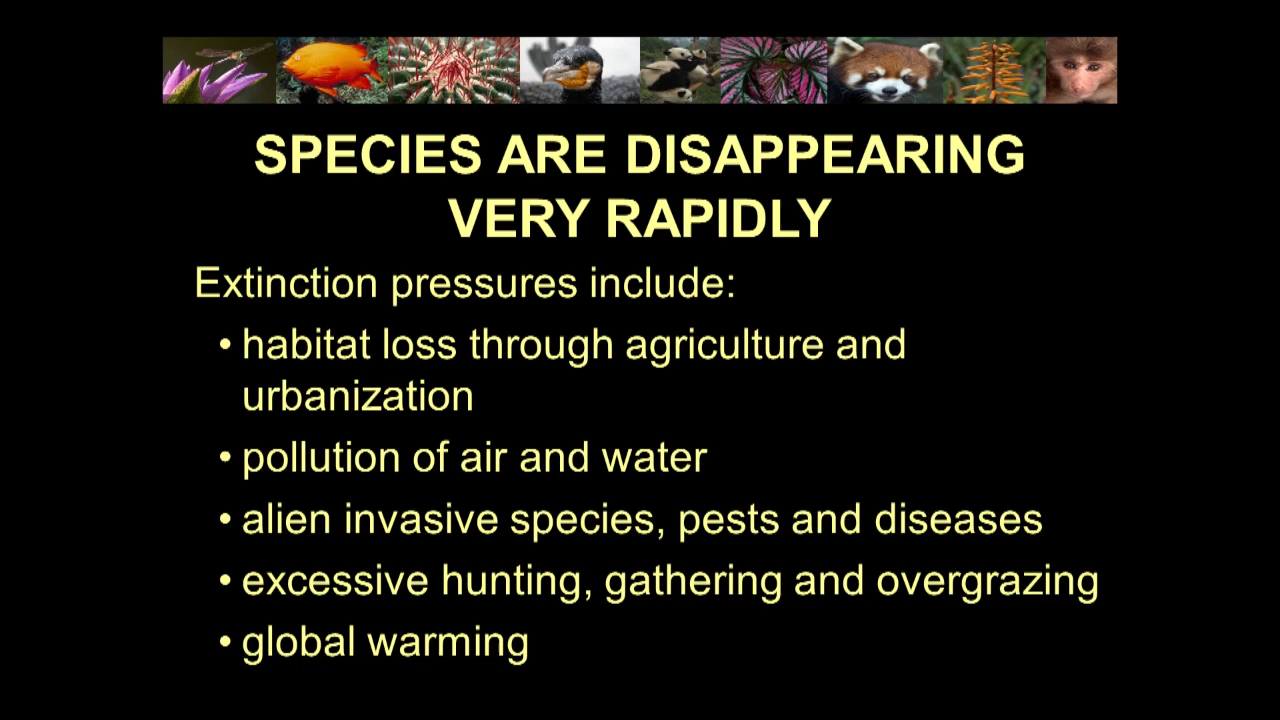 SPECIES ARE DISAPPEARING
VERY RAPIDLY
Extinction pressures include:
• habitat loss through agriculture and
urbanization
• pollution of air and water
• alien invasive species, pests and diseases
• excessive hunting, gathering and overgrazing
• global warming